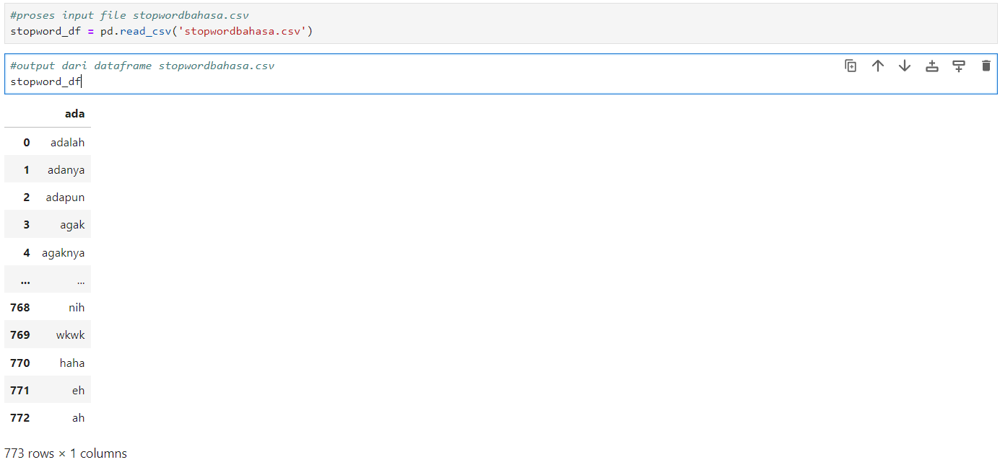 #proses input file stopwordbahasa.csv
stopword_df = pd.read_csv('stopwordbahasa.csv')
#output dari dataframe stopwordbahasa.csv
stopword_df
ada
0 adalah
1 adanya
2 adapun
3 agak
4 agaknya
... ...
768 nih
769 wkwk
770 haha
771 eh
772 ah
773 rows × 1 columns